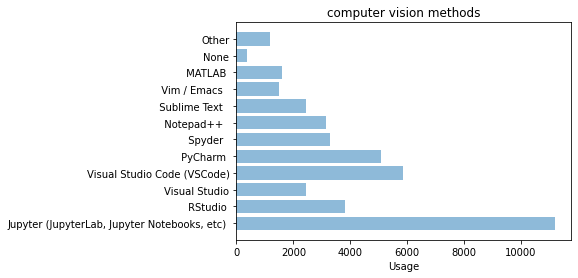 computer vision methods
Other
None
MATLAB
Vim / Emacs
Sublime Text
Notepad++
Spyder
PyCharm
Visual Studio Code (VSCode)
Visual Studio
RStudio
Jupyter (JupyterLab, Jupyter Notebooks, etc)
0 2000 4000 6000 8000 10000
Usage